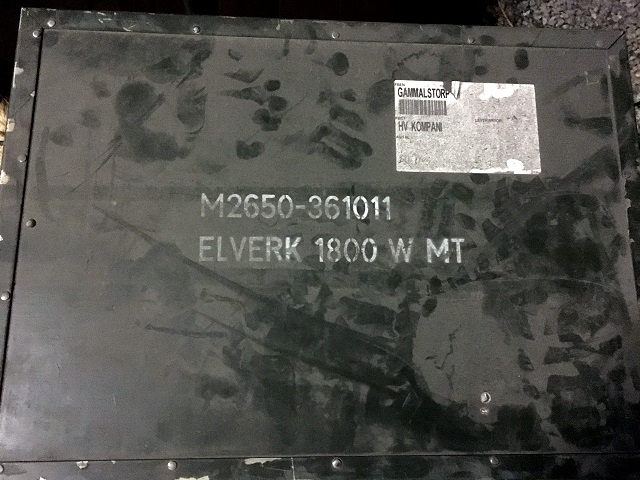 GAMMALSTORP
HV KOMPANI
M2650-361011
ELVERK 1800 W MT